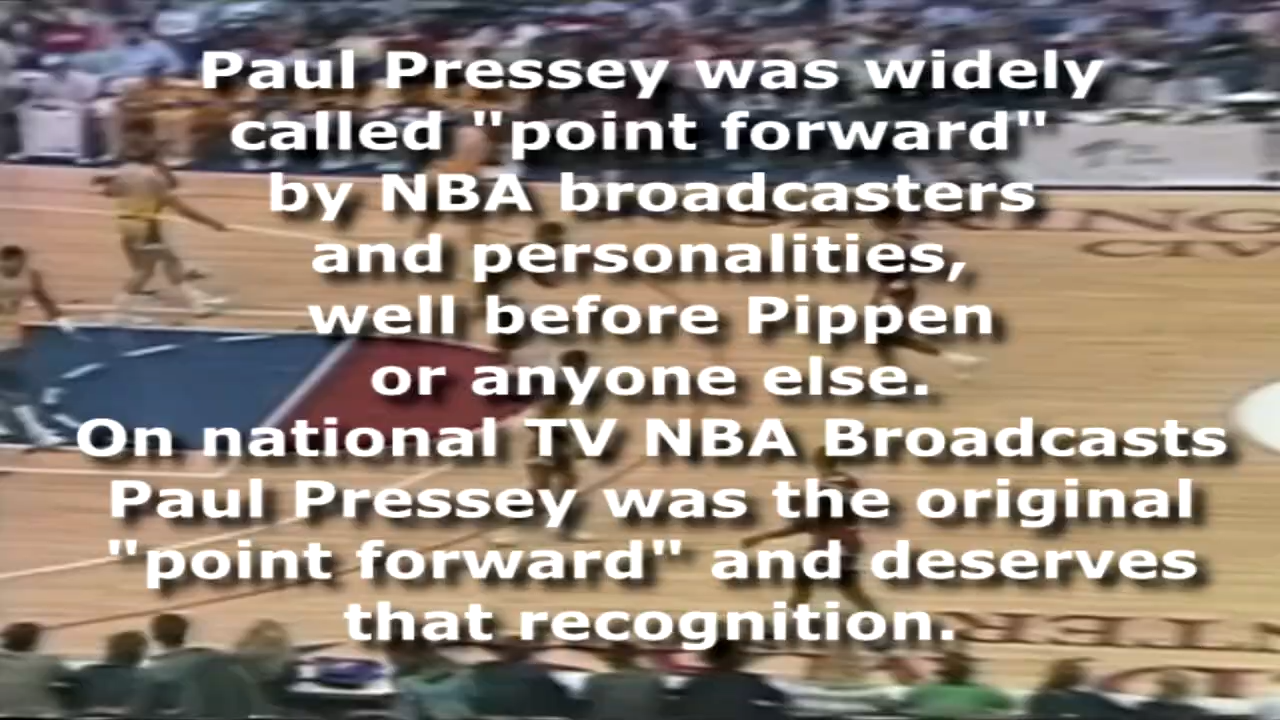 Paul Pressey was widely
called "point forward"
by NBA broadcasters
and personalities,
well before Pippen
or anyone else.
On national TV NBA Broadcasts
Paul Pressey was the original
"point forward" and deserves
that recognition.